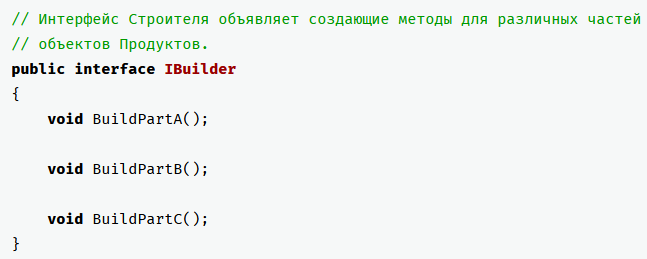 // Интерфейс Строителя объявляет создающие методы для различных частей
// объектов Продуктов.
public interface IBuilder
{
    void BuildPartA();
    void BuildPartB();
    void BuildPartC();
}